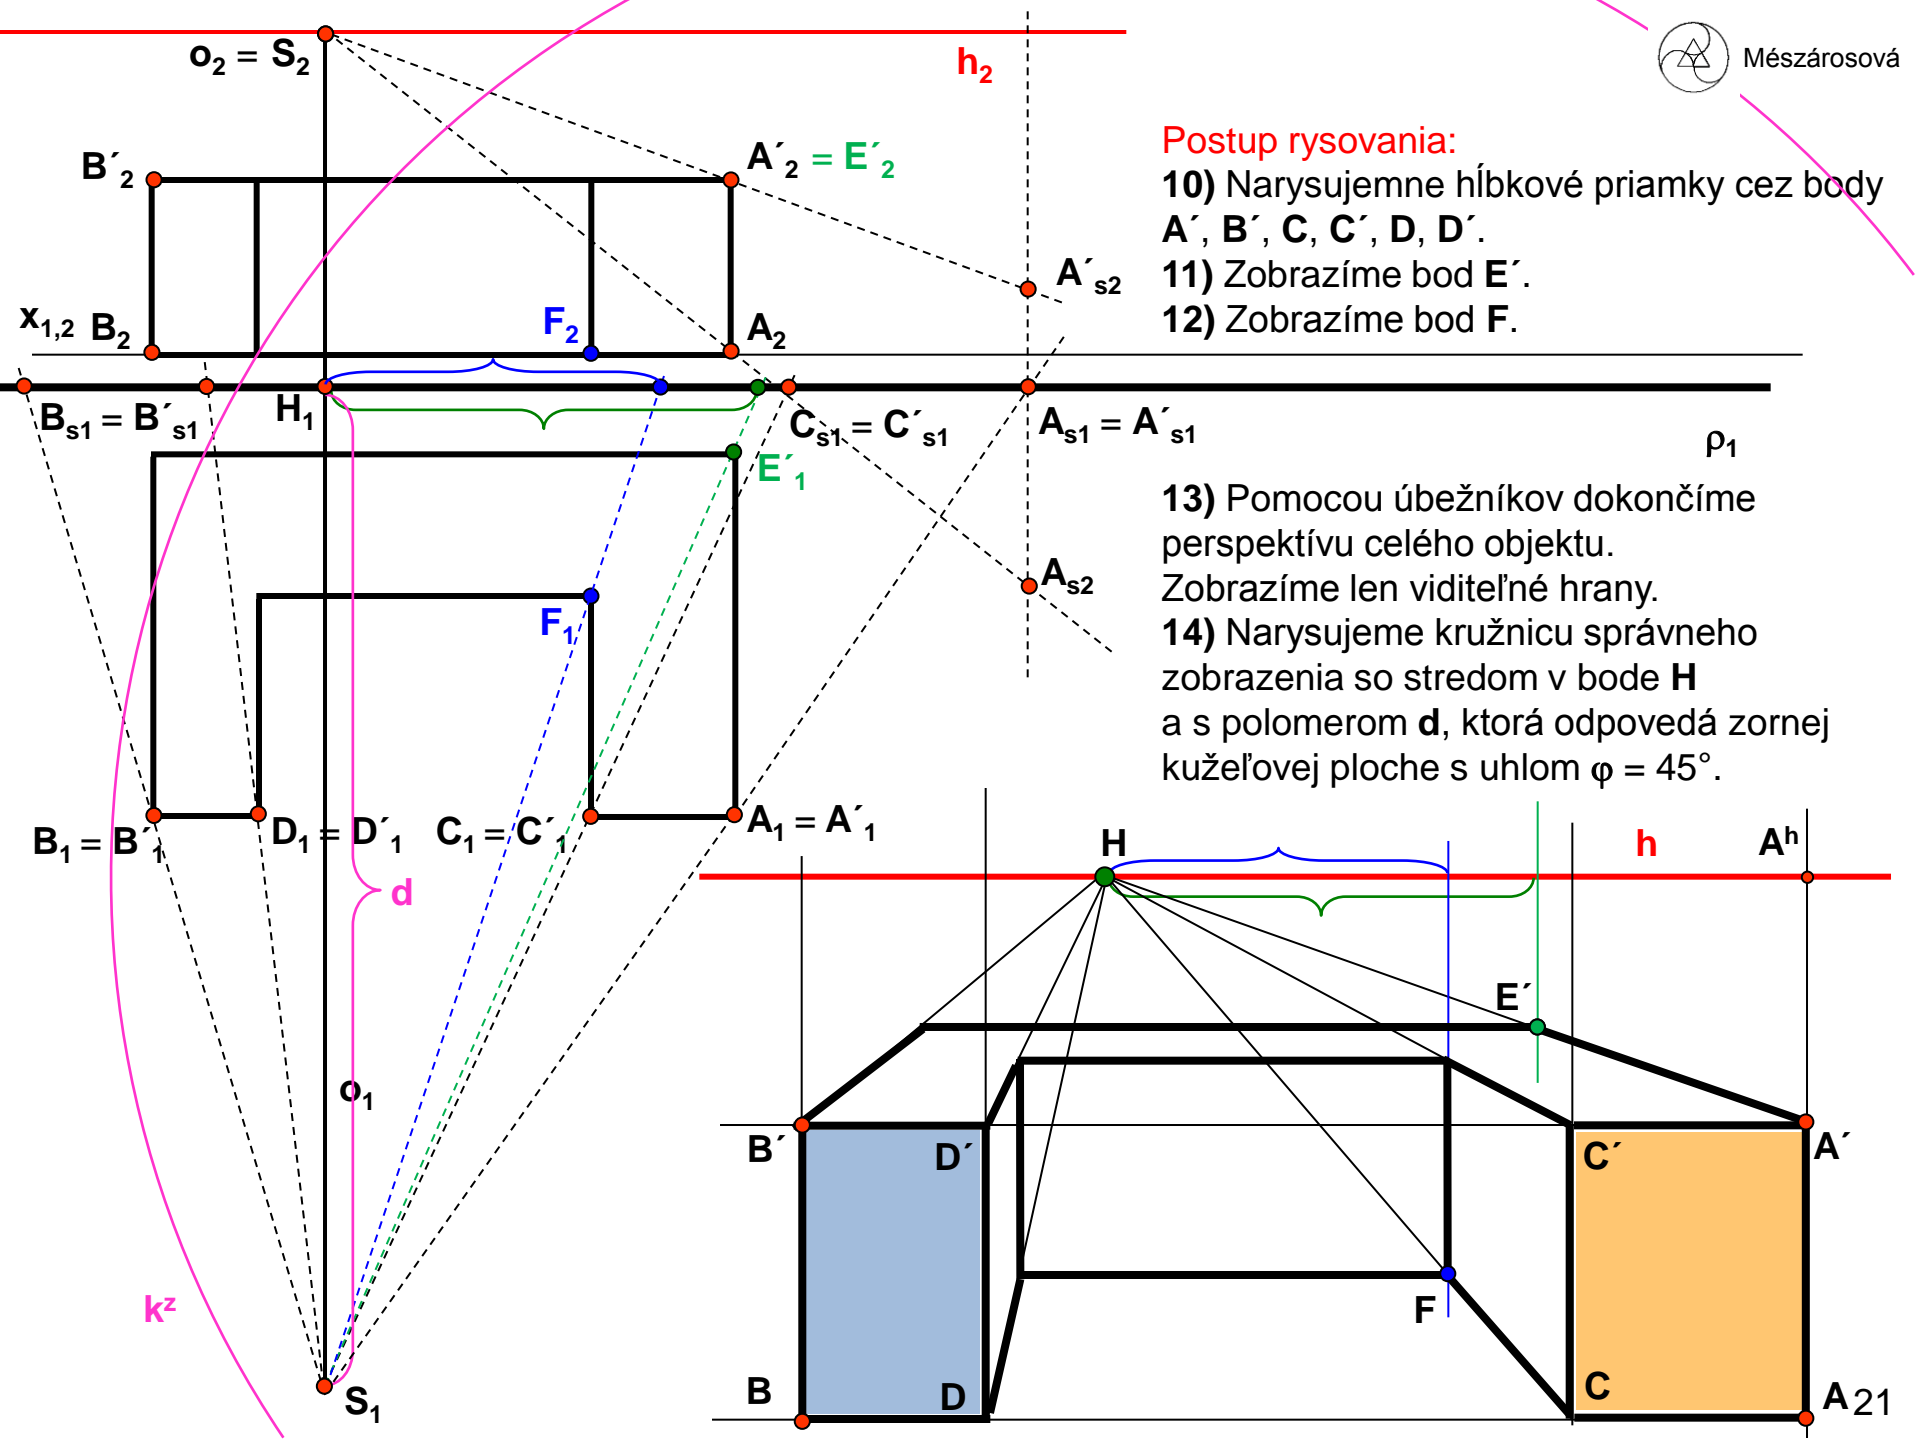 Mészárosová
o₂ = S₂
h₂
B´₂
A´₂ = E´₂
A´ₛ₂
x₁,₂ B₂
F₂
A₂
Bₛ₁ = B´ₛ₁
H₁
Cₛ₁ = C´ₛ₁
Aₛ₁ = A´ₛ₁
ρ₁
E´₁
Aₛ₂
F₁
B₁ = B´₁
D₁ = D´₁
C₁ = C´₁
A₁ = A´₁
d
o₁
kᶻ
S₁
Postup rysovania:
10) Narysujemne hĺbkové priamky cez body
A´, B´, C, C´, D, D´.
11) Zobrazíme bod E´.
12) Zobrazíme bod F.
13) Pomocou úbežníkov dokončíme
perspektívu celého objektu.
Zobrazíme len viditeľné hrany.
14) Narysujeme kružnicu správneho
zobrazenia so stredom v bode H
a s polomerom d, ktorá odpovedá zornej
kužeľovej ploche s uhlom φ = 45°.
H
h
Aʰ
E´
B´
D´
C´
A´
F
B
D
C
A
21